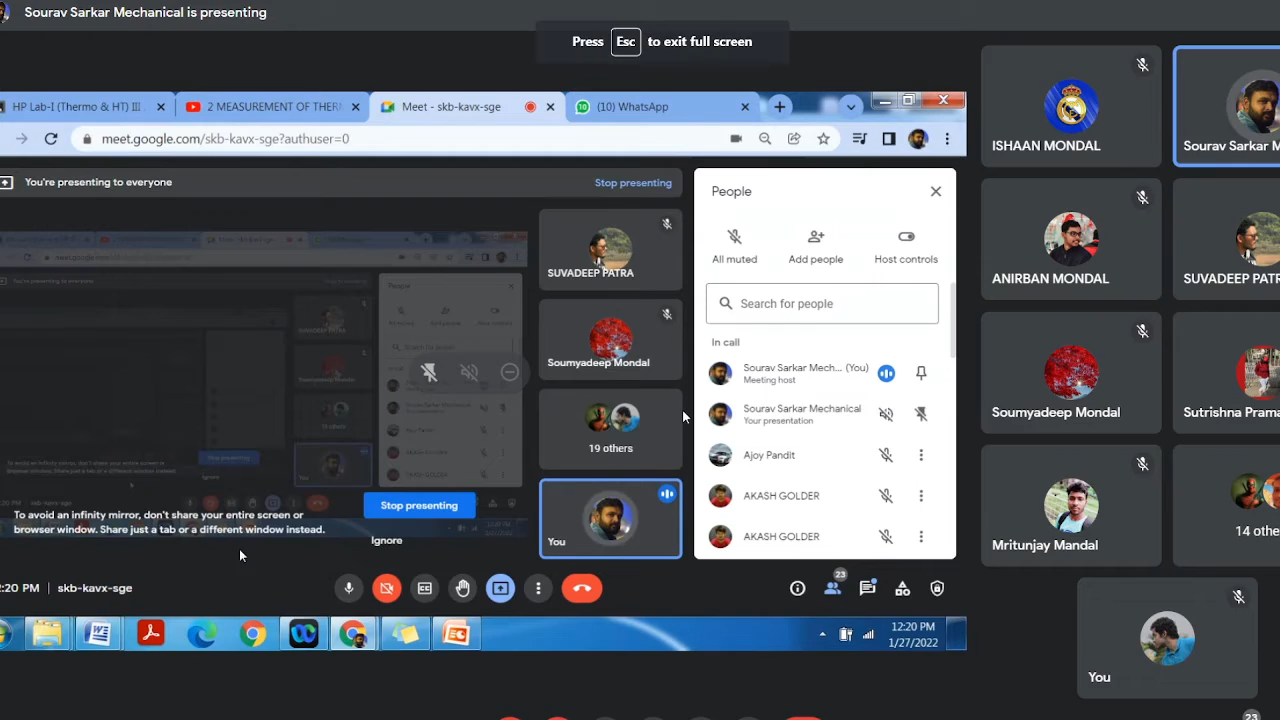 Sourav Sarkar Mechanical is presenting
Press Esc to exit full screen
HP Lab-I (Thermo & HT) III
2 MEASUREMENT OF THER
Meet - skb-kavx-sge
(10) WhatsApp
meet.google.com/skb-kavx-sge?authuser=0
You're presenting to everyone
Stop presenting
SUVADEEP PATRA
Soumyadeep Mondal
19 others
You
To avoid an infinity mirror, don't share your entire screen or
browser window. Share just a tab or a different window instead.
Stop presenting
Ignore
People
All muted
Add people
Host controls
Search for people
In call
Sourav Sarkar Mech... (You)
Meeting host
Sourav Sarkar Mechanical
Your presentation
Ajoy Pandit
AKASH GOLDER
AKASH GOLDER
2:20 PM | skb-kavx-sge
23
12:20 PM
1/27/2022
ISHAAN MONDAL
Sourav Sarkar M
ANIRBAN MONDAL
SUVADEEP PATR
Soumyadeep Mondal
Sutrishna Prama
Mritunjay Mandal
14 othe
You
23